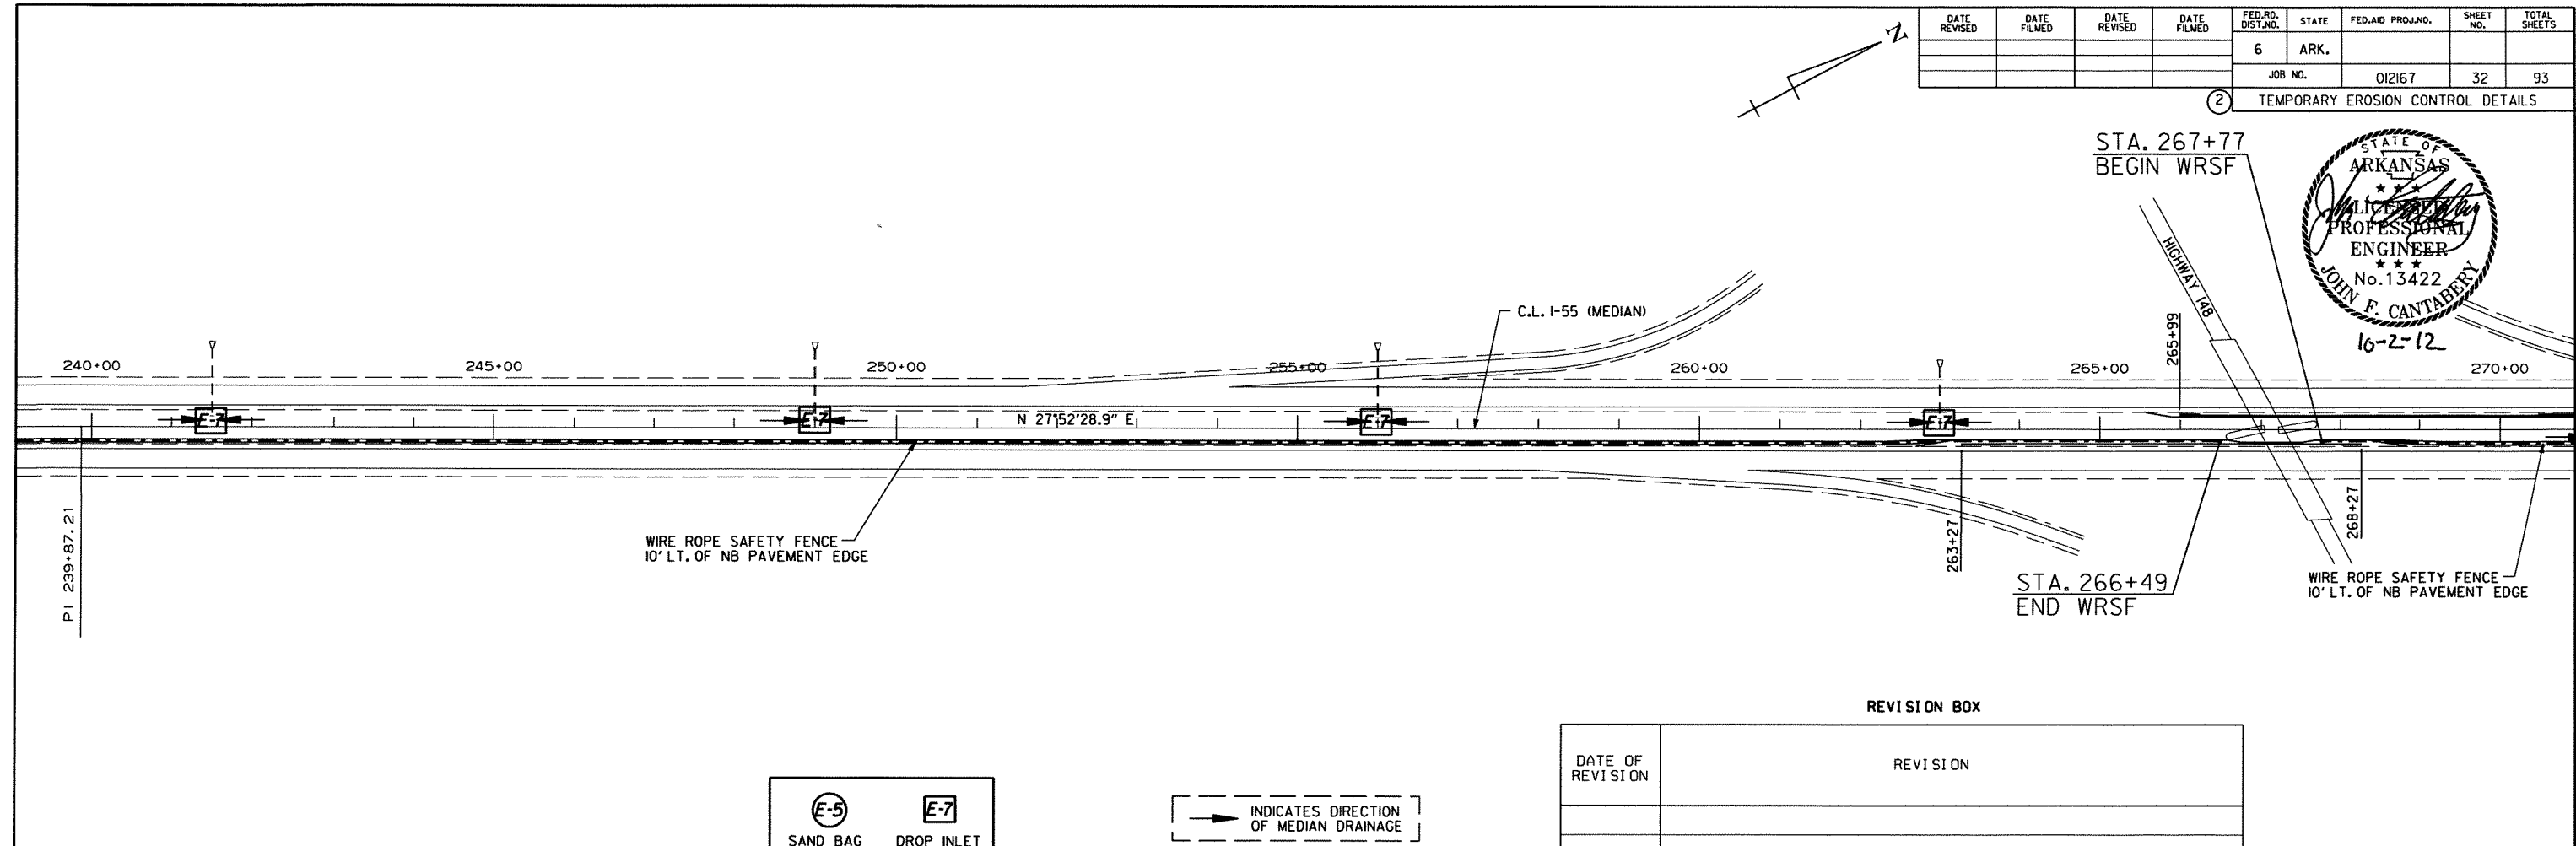 DATE REVISED
DATE FILMED
DATE REVISED
DATE FILMED
FED.RD. DIST.NO.
STATE
FED.AID PROJ.NO.
SHEET NO.
TOTAL SHEETS
6
ARK.
JOB NO.
012167
32
93
2
TEMPORARY EROSION CONTROL DETAILS
N
STA. 267+77
BEGIN WRSF
STATE OF
ARKANSAS
★ ★ ★
LICENSED
PROFESSIONAL
ENGINEER
★ ★ ★
No.13422
JOHN F. CANTABERY
10-2-12
HIGHWAY 148
C.L. I-55 (MEDIAN)
265+99
240+00
245+00
250+00
255+00
260+00
265+00
270+00
E-7
E-7
E-7
E-7
N 27°52'28.9" E
PI 239+87.21
WIRE ROPE SAFETY FENCE
10' LT. OF NB PAVEMENT EDGE
263+27
268+27
STA. 266+49
END WRSF
WIRE ROPE SAFETY FENCE
10' LT. OF NB PAVEMENT EDGE
REVISION BOX
DATE OF
REVISION
REVISION
E-5
E-7
SAND BAG
DROP INLET
INDICATES DIRECTION
OF MEDIAN DRAINAGE